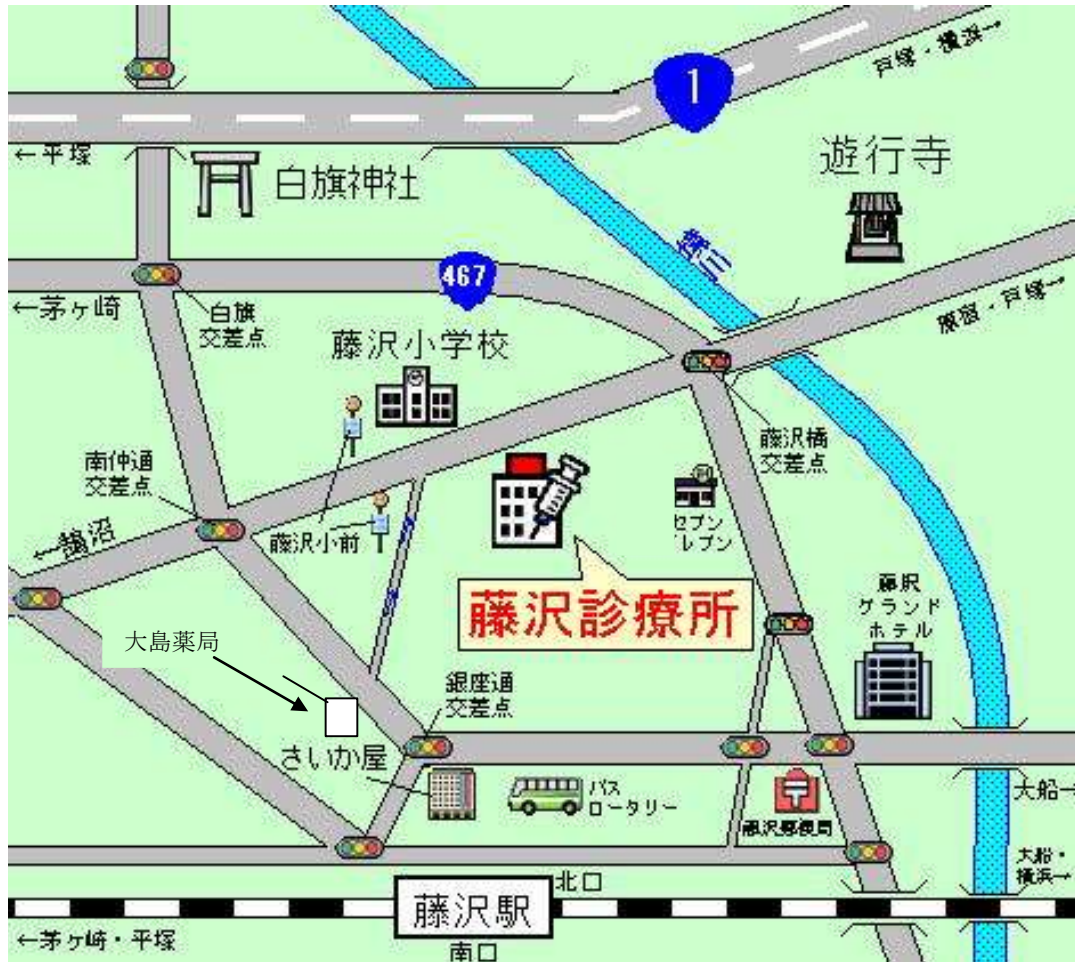 1
戸塚・横浜→
←平塚
白旗神社
遊行寺
467
←茅ヶ崎
白旗
交差点
原宿・戸塚→
藤沢小学校
藤沢橋
交差点
南仲通
交差点
セブン
イレブン
藤沢小前
←鵠沼
藤沢診療所
藤沢
グランド
ホテル
大島薬局
銀座通
交差点
さいか屋
バス
ロータリー
藤沢郵便局
大船→
大船・
横浜→
北口
藤沢駅
←茅ヶ崎・平塚
南口